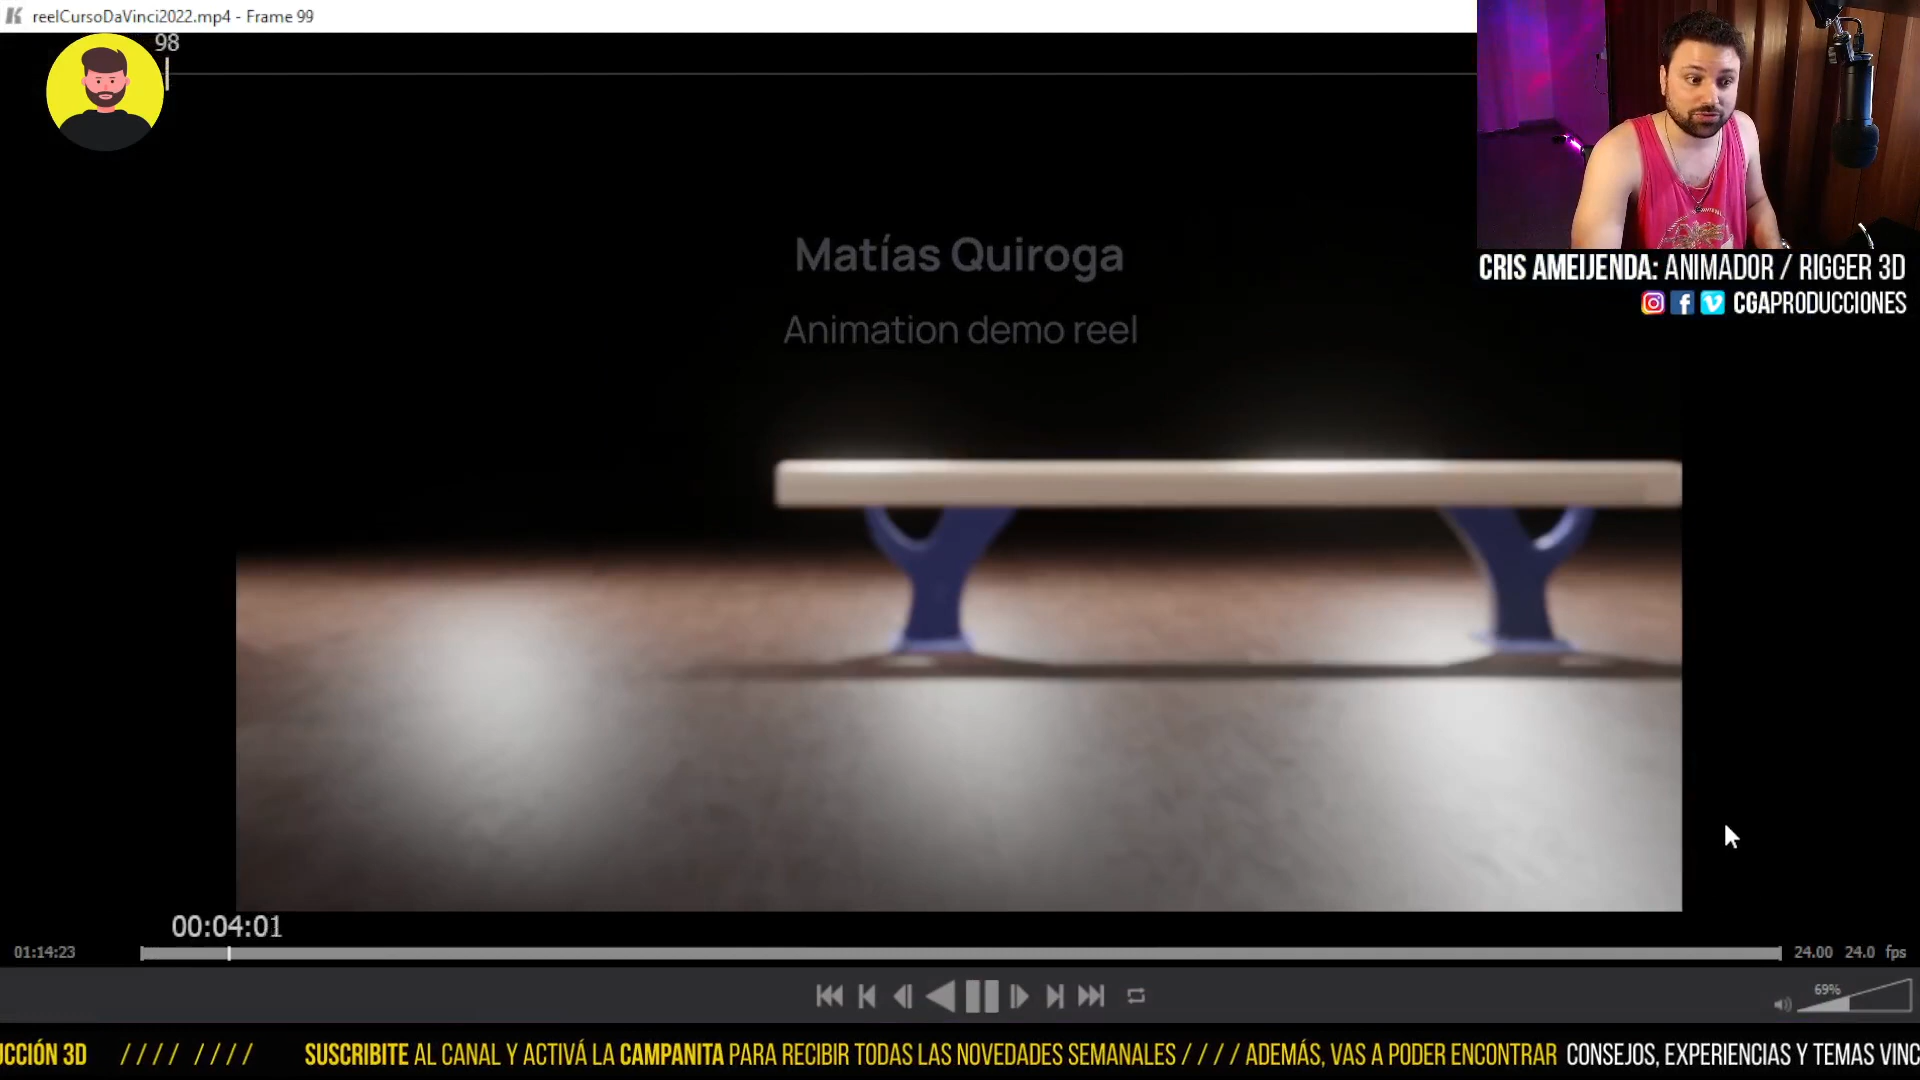 reelCursoDaVinci2022.mp4 - Frame 99
98
Matías Quiroga
Animation demo reel
CRIS AMEIJENDA: ANIMADOR / RIGGER 3D
CGAPRODUCCIONES
00:04:01
01:14:23
24.00 24.0 fps
69%
UCCIÓN 3D //// //// SUSCRIBITE AL CANAL Y ACTIVÁ LA CAMPANITA PARA RECIBIR TODAS LAS NOVEDADES SEMANALES //// ADEMÁS, VAS A PODER ENCONTRAR CONSEJOS, EXPERIENCIAS Y TEMAS VINC